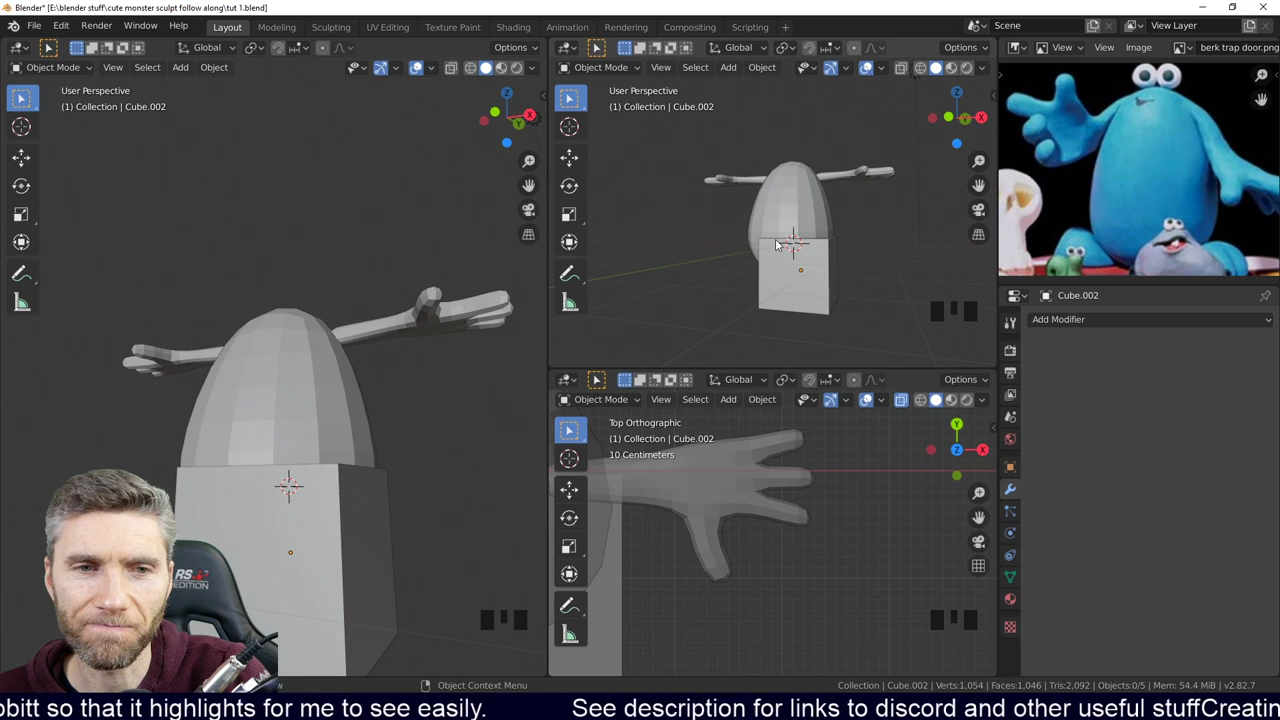 Blender* [E:\blender stuff\cute monster sculpt follow along\tut 1.blend]
File Edit Render Window Help Layout Modeling Sculpting UV Editing Texture Paint Shading Animation Rendering Compositing Scripting Scene View Layer
Global Options
Object Mode View Select Add Object
User Perspective
(1) Collection | Cube.002
Global Options
Object Mode View Select Add Object
User Perspective
(1) Collection | Cube.002
View View Image berk trap door.png
Global Options
Object Mode View Select Add Object
Top Orthographic
(1) Collection | Cube.002
10 Centimeters
Cube.002
Add Modifier
Z
X
Y
Z
X
Y
Y
X
Z
RS
EDITION
Object Context Menu
Collection | Cube.002 | Verts:1,054 | Faces:1,046 | Tris:2,092 | Objects:0/5 | Mem: 54.4 MiB | v2.82.7
obitt so that it highlights for me to see easily. See description for links to discord and other useful stuffCreatin